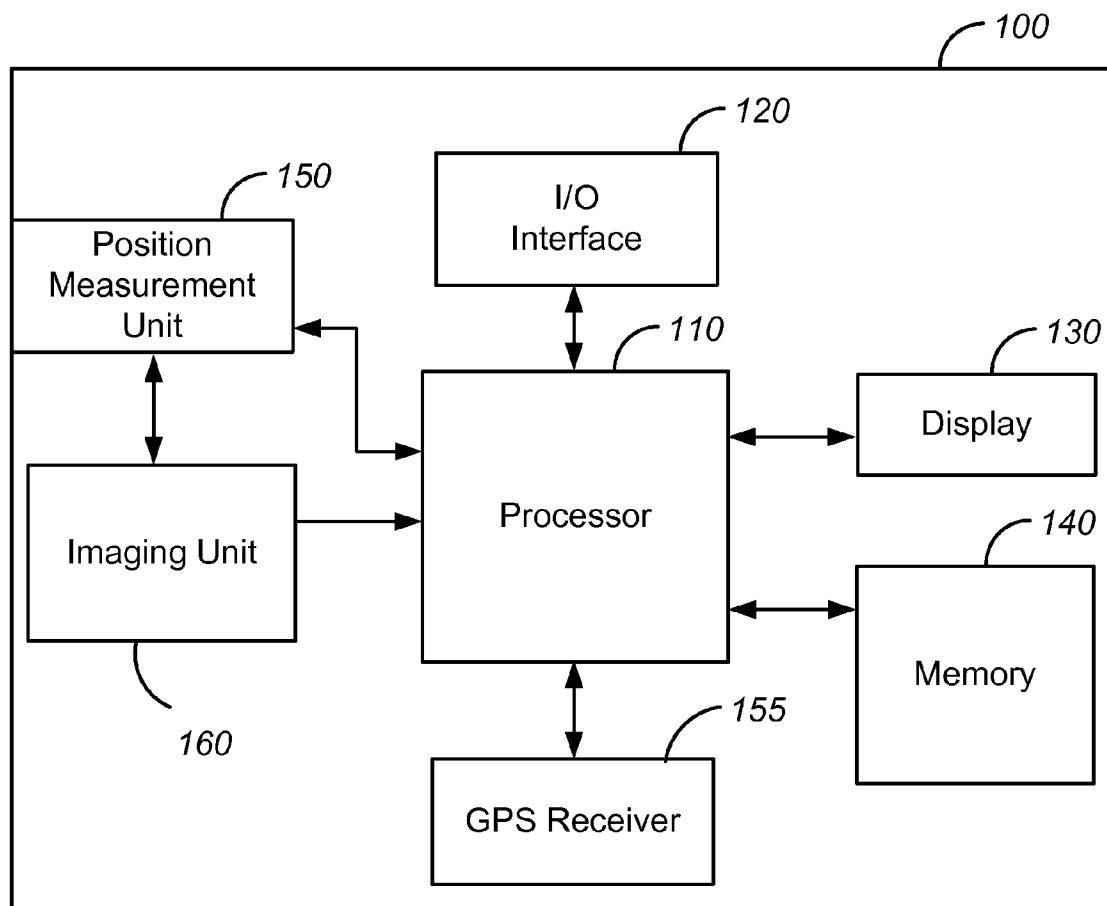 100
120
I/O
Interface
150
Position
Measurement
Unit
110
Processor
130
Display
Imaging Unit
160
140
Memory
155
GPS Receiver